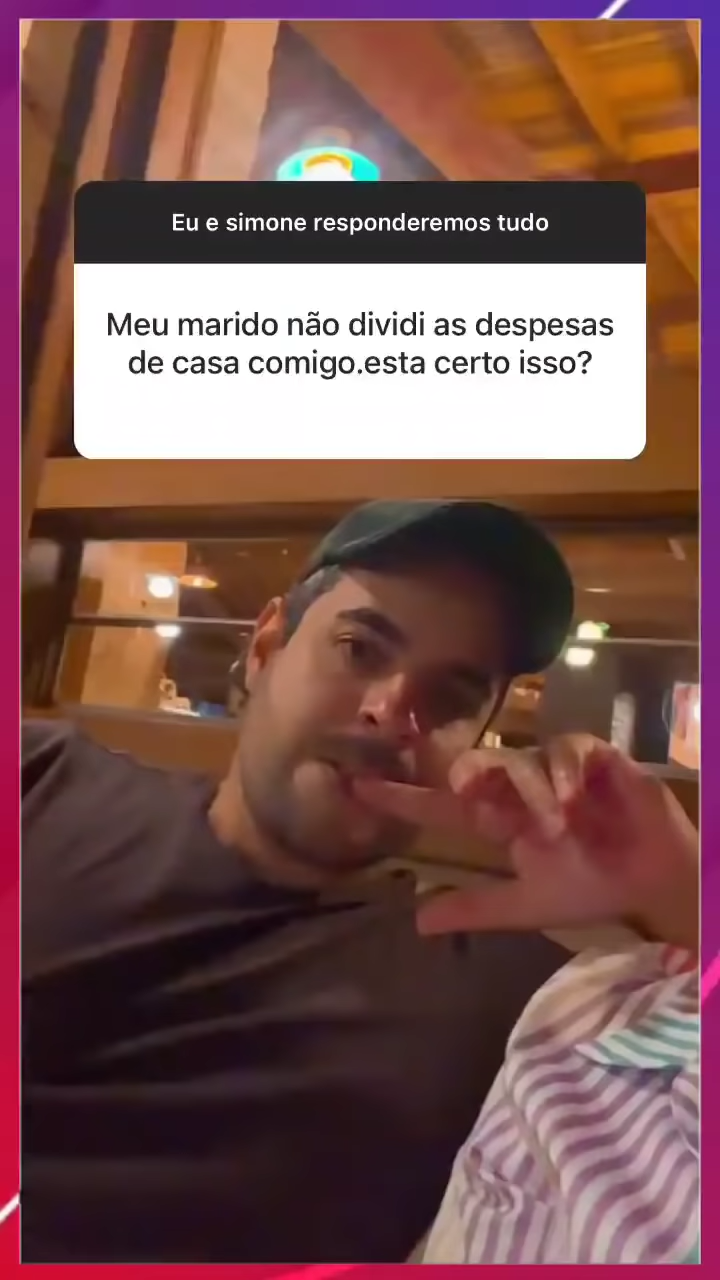 Eu e simone responderemos tudo
Meu marido não dividi as despesas
de casa comigo.esta certo isso?